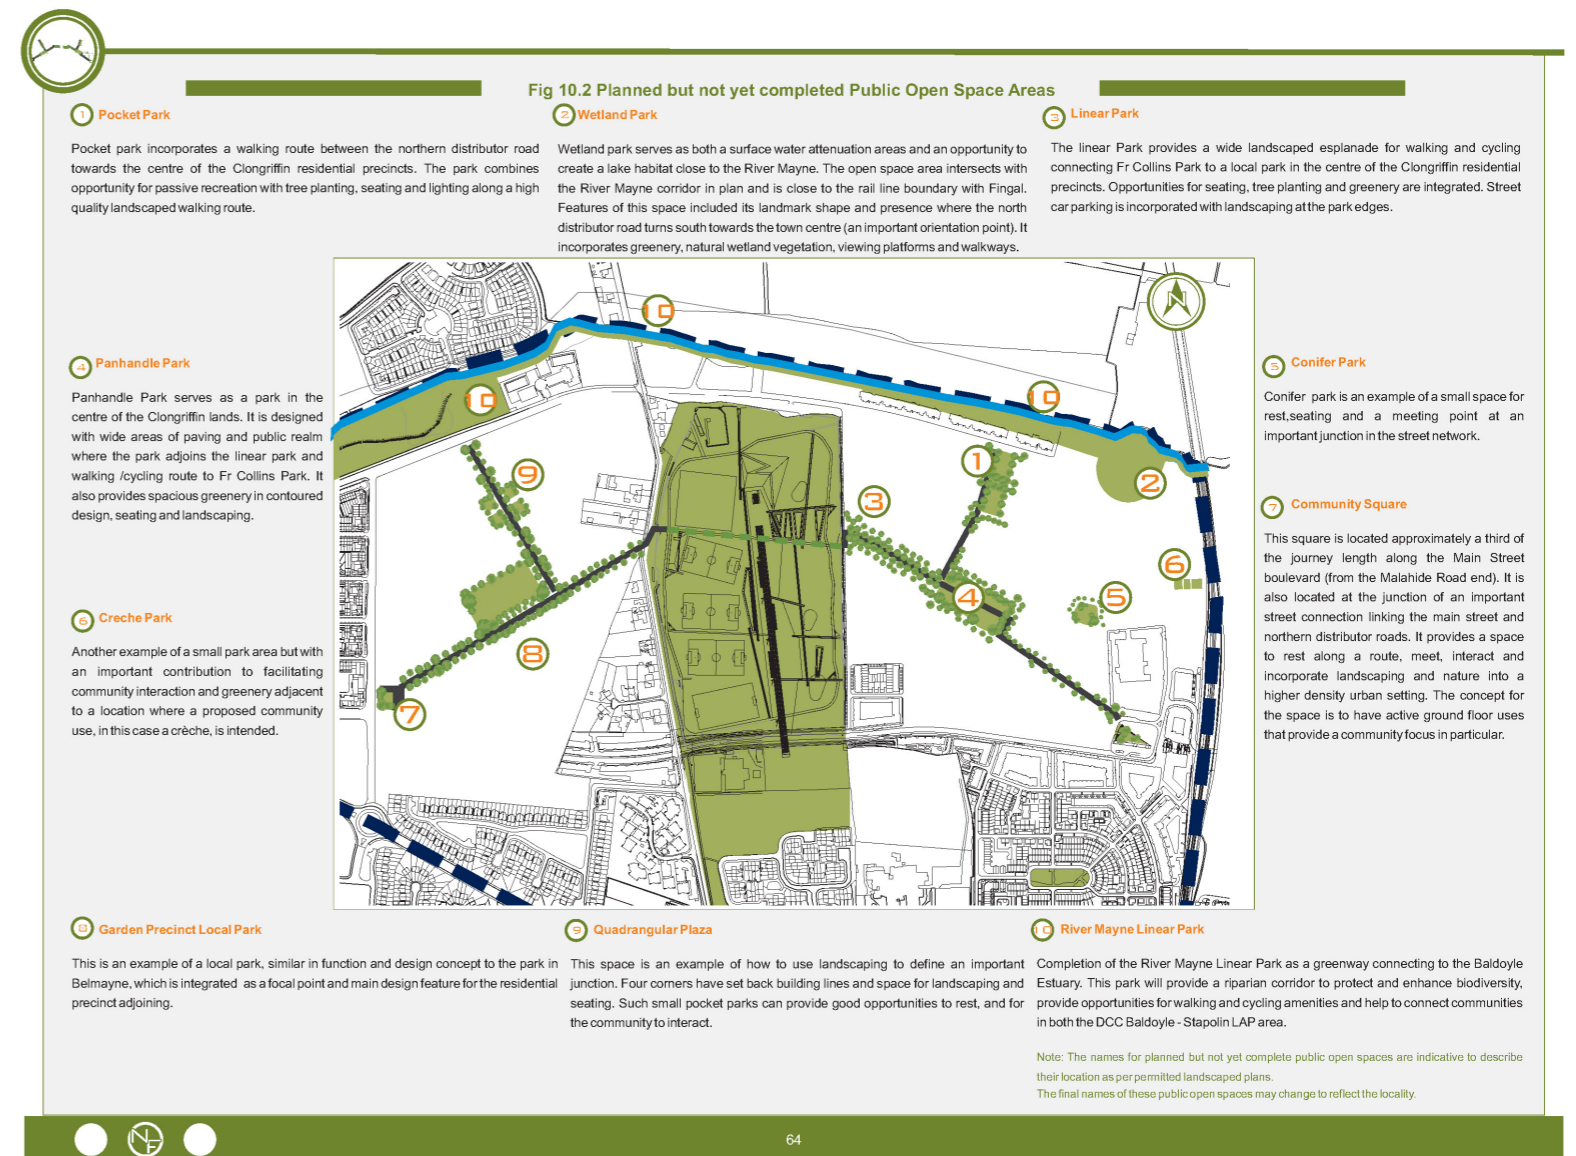 Fig 10.2 Planned but not yet completed Public Open Space Areas
1 Pocket Park
Pocket park incorporates a walking route between the northern distributor road
towards the centre of the Clongriffin residential precincts. The park combines
opportunity for passive recreation with tree planting, seating and lighting along a high
quality landscaped walking route.
2 Wetland Park
Wetland park serves as both a surface water attenuation areas and an opportunity to
create a lake habitat close to the River Mayne. The open space area intersects with
the River Mayne corridor in plan and is close to the rail line boundary with Fingal.
Features of this space included its landmark shape and presence where the north
distributor road turns south towards the town centre (an important orientation point). It
incorporates greenery, natural wetland vegetation, viewing platforms and walkways.
3 Linear Park
The linear Park provides a wide landscaped esplanade for walking and cycling
connecting Fr Collins Park to a local park in the centre of the Clongriffin residential
precincts. Opportunities for seating, tree planting and greenery are integrated. Street
car parking is incorporated with landscaping at the park edges.
4 Panhandle Park
Panhandle Park serves as a park in the
centre of the Clongriffin lands. It is designed
with wide areas of paving and public realm
where the park adjoins the linear park and
walking /cycling route to Fr Collins Park. It
also provides spacious greenery in contoured
design, seating and landscaping.
6 Creche Park
Another example of a small park area but with
an important contribution to facilitating
community interaction and greenery adjacent
to a location where a proposed community
use, in this case a crèche, is intended.
10
N
10
10
1
9
2
3
6
4
5
8
7
5 Conifer Park
Conifer park is an example of a small space for
rest,seating and a meeting point at an
important junction in the street network.
7 Community Square
This square is located approximately a third of
the journey length along the Main Street
boulevard (from the Malahide Road end). It is
also located at the junction of an important
street connection linking the main street and
northern distributor roads. It provides a space
to rest along a route, meet, interact and
incorporate landscaping and nature into a
higher density urban setting. The concept for
the space is to have active ground floor uses
that provide a community focus in particular.
8 Garden Precinct Local Park
This is an example of a local park, similar in function and design concept to the park in
Belmayne, which is integrated as a focal point and main design feature for the residential
precinct adjoining.
9 Quadrangular Plaza
This space is an example of how to use landscaping to define an important
junction. Four corners have set back building lines and space for landscaping and
seating. Such small pocket parks can provide good opportunities to rest, and for
the community to interact.
10 River Mayne Linear Park
Completion of the River Mayne Linear Park as a greenway connecting to the Baldoyle
Estuary. This park will provide a riparian corridor to protect and enhance biodiversity,
provide opportunities for walking and cycling amenities and help to connect communities
in both the DCC Baldoyle - Stapolin LAP area.
Note: The names for planned but not yet complete public open spaces are indicative to describe
their location as per permitted landscaped plans.
The final names of these public open spaces may change to reflect the locality.
NF
64